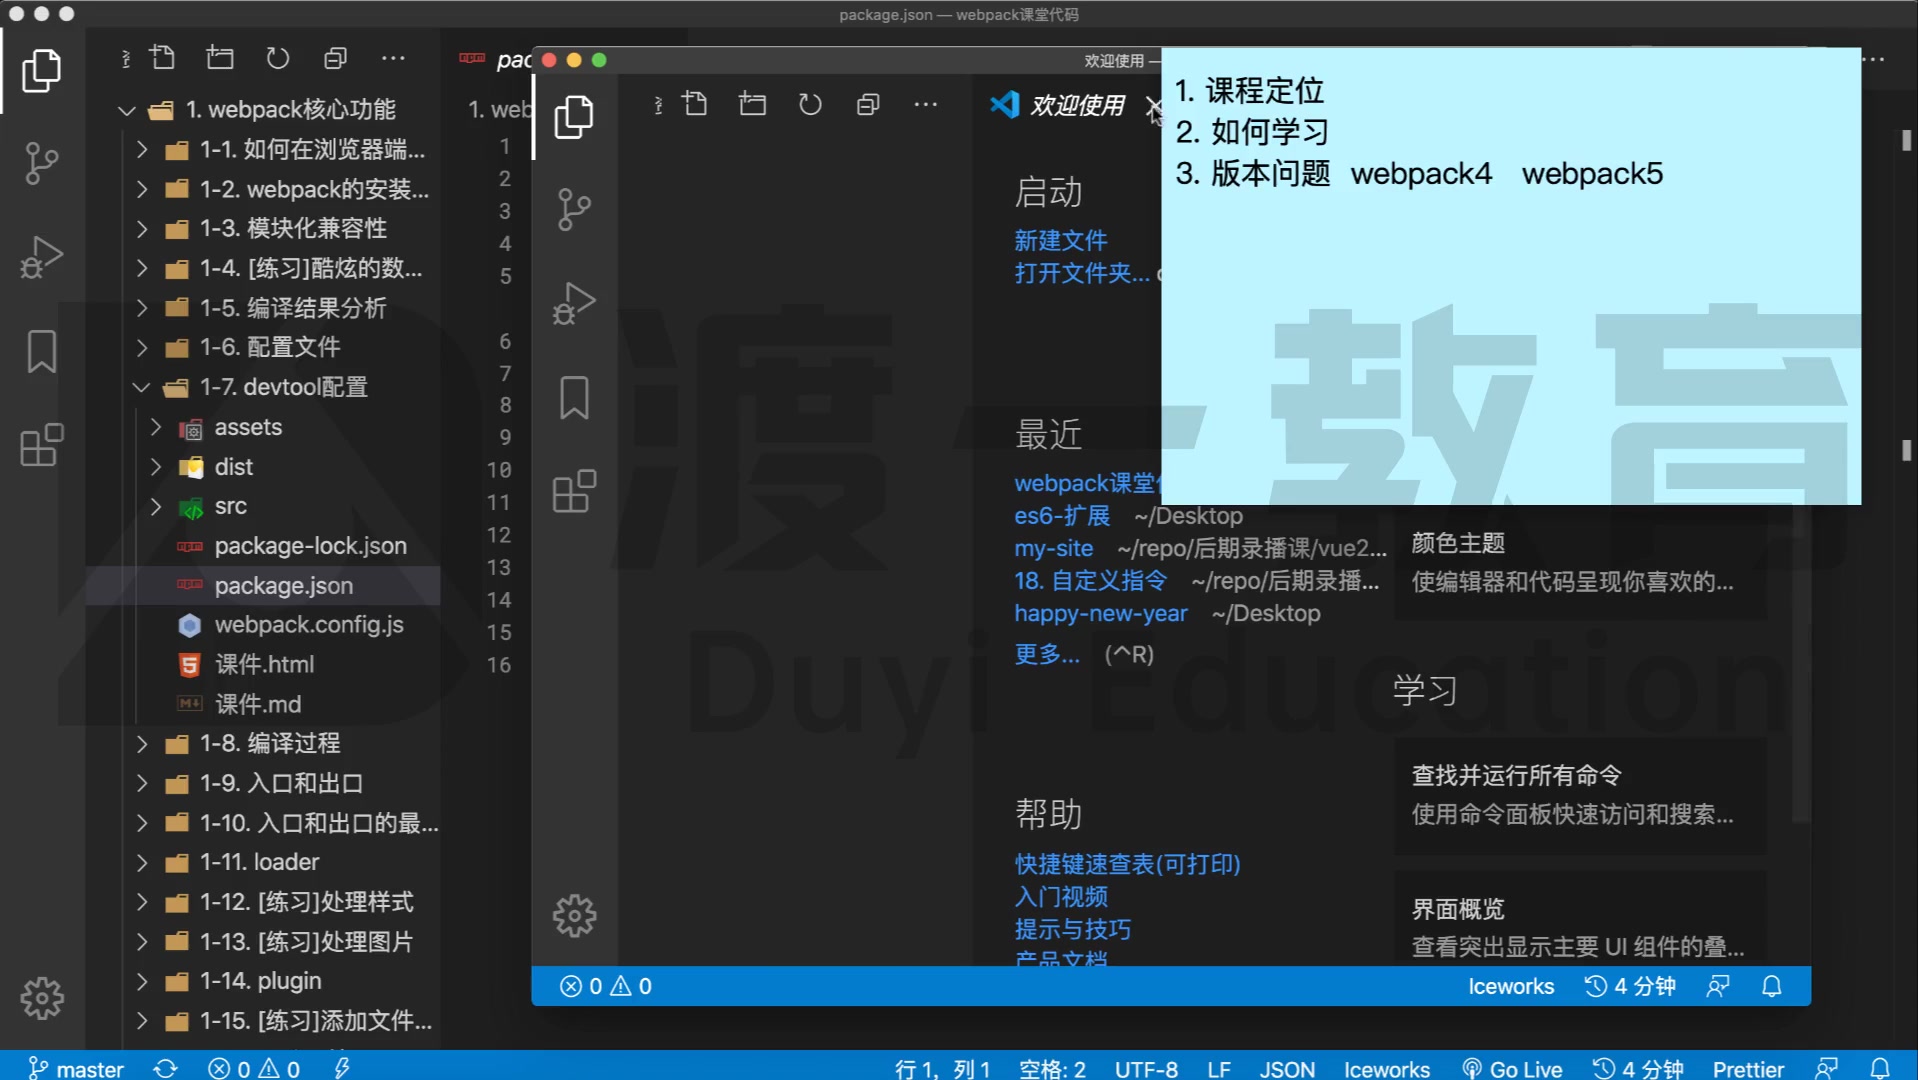 package.json — webpack课堂代码
1. webpack核心功能
1-1. 如何在浏览器端...
1-2. webpack的安装...
1-3. 模块化兼容性
1-4. [练习]酷炫的数...
1-5. 编译结果分析
1-6. 配置文件
1-7. devtool配置
assets
dist
src
package-lock.json
package.json
webpack.config.js
课件.html
课件.md
1-8. 编译过程
1-9. 入口和出口
1-10. 入口和出口的最...
1-11. loader
1-12. [练习]处理样式
1-13. [练习]处理图片
1-14. plugin
1-15. [练习]添加文件...
pac
1. web
1
2
3
4
5
6
7
8
9
10
11
12
13
14
15
16
欢迎使用 —
欢迎使用
启动
新建文件
打开文件夹...
最近
webpack课堂
es6-扩展 ~/Desktop
my-site ~/repo/后期录播课/vue2...
18. 自定义指令 ~/repo/后期录播...
happy-new-year ~/Desktop
更多... (^R)
帮助
快捷键速查表(可打印)
入门视频
提示与技巧
产品文档
1. 课程定位
2. 如何学习
3. 版本问题 webpack4 webpack5
颜色主题
使编辑器和代码呈现你喜欢的...
学习
查找并运行所有命令
使用命令面板快速访问和搜索...
界面概览
查看突出显示主要 UI 组件的叠...
渡一教育
Duyi Education
0 0 Iceworks 4 分钟
master 0 0 行 1，列 1 空格: 2 UTF-8 LF JSON Iceworks Go Live 4 分钟 Prettier